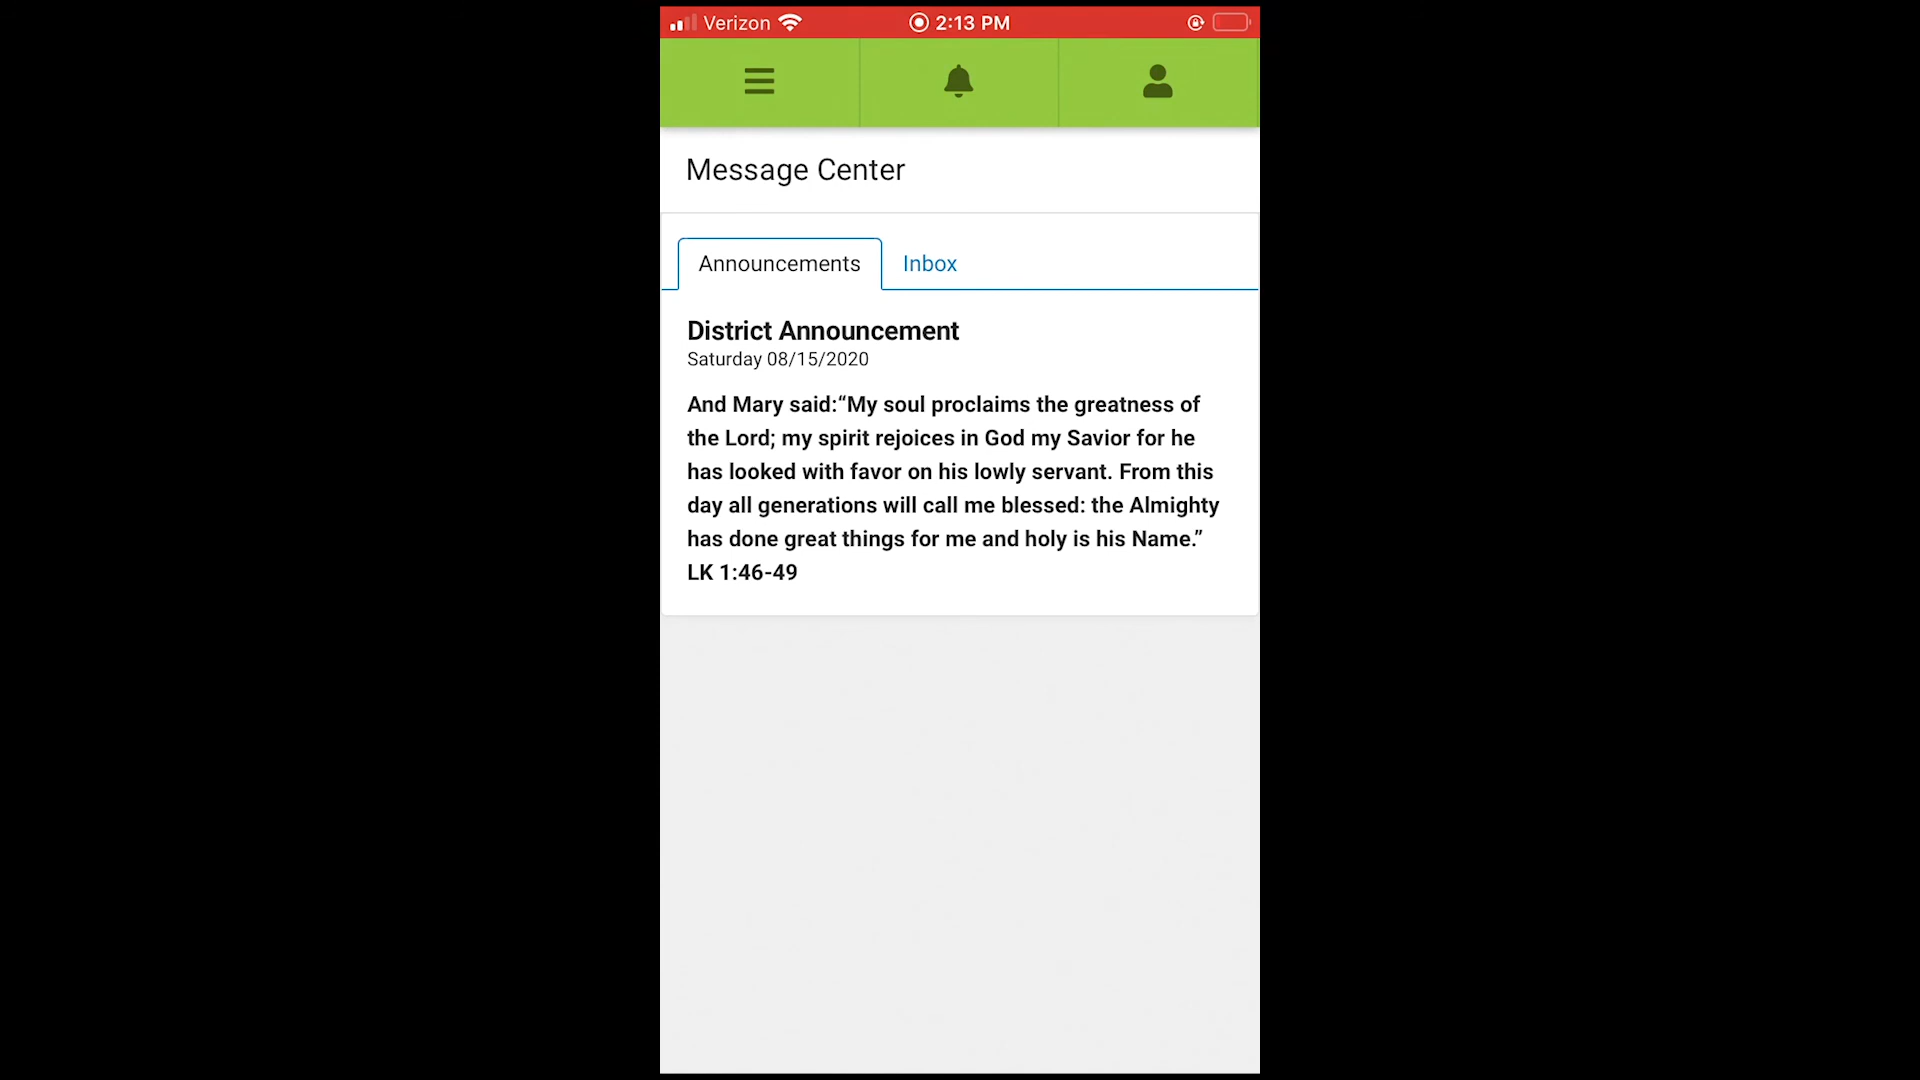 Verizon 2:13 PM
Message Center
Announcements Inbox
District Announcement
Saturday 08/15/2020
And Mary said:“My soul proclaims the greatness of
the Lord; my spirit rejoices in God my Savior for he
has looked with favor on his lowly servant. From this
day all generations will call me blessed: the Almighty
has done great things for me and holy is his Name.”
LK 1:46-49